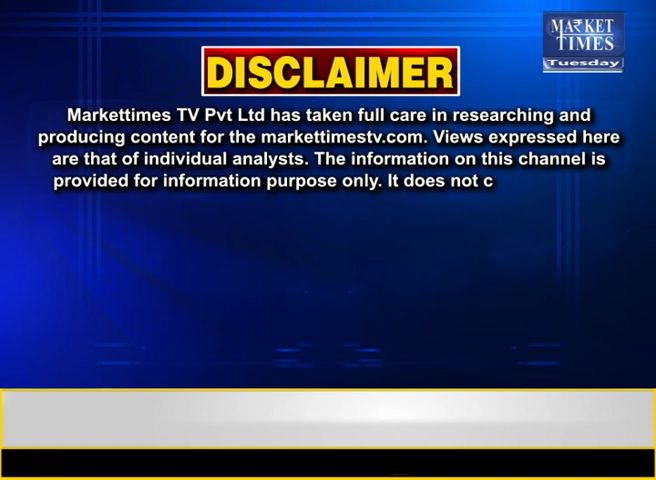 MARKET
TIMES
Tuesday
DISCLAIMER
Markettimes TV Pvt Ltd has taken full care in researching and
producing content for the markettimestv.com. Views expressed here
are that of individual analysts. The information on this channel is
provided for information purpose only. It does not c